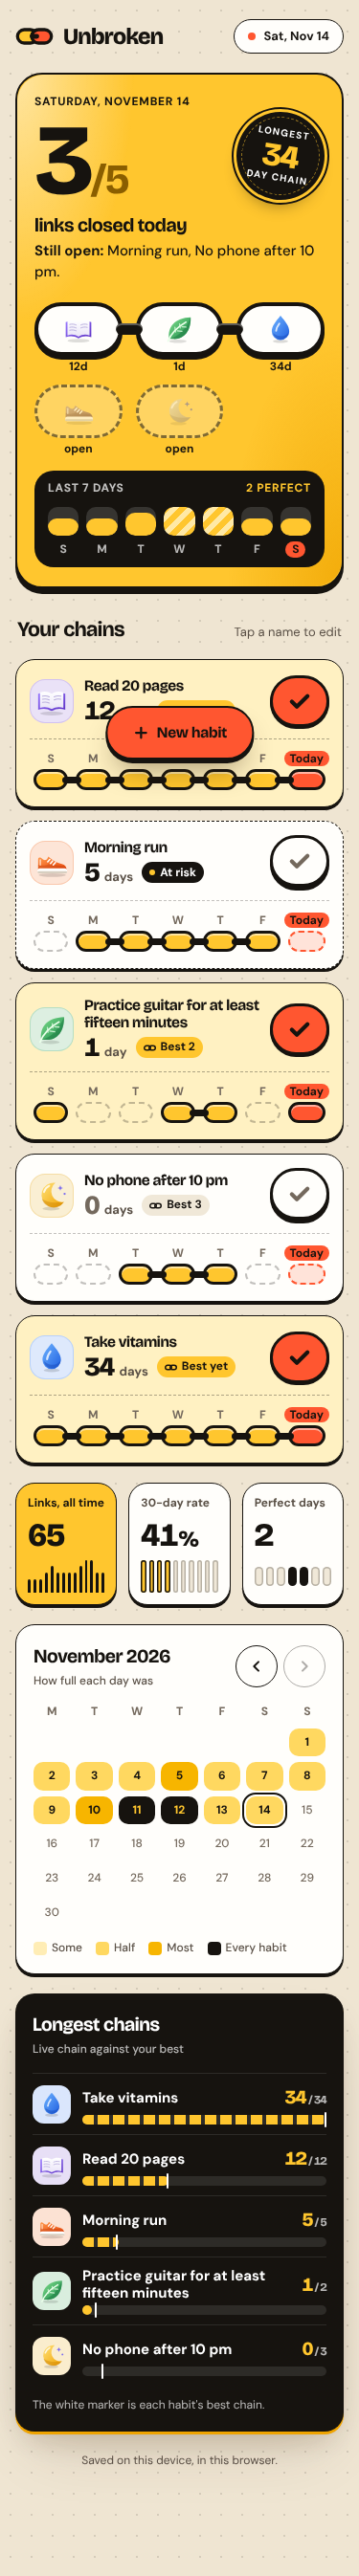 Unbroken
Sat, Nov 14
SATURDAY, NOVEMBER 14
3/5
LONGEST
34
DAY CHAIN
links closed today
Still open: Morning run, No phone after 10
pm.
12d
1d
34d
open
open
LAST 7 DAYS
2 PERFECT
S M T W T F S
Your chains
Tap a name to edit
Read 20 pages
12
+ New habit
S M F Today
Morning run
5 days
At risk
S M T W T F Today
Practice guitar for at least
fifteen minutes
1 day
Best 2
S M T W T F Today
No phone after 10 pm
0 days
Best 3
S M T W T F Today
Take vitamins
34 days
Best yet
S M T W T F Today
Links, all time
65
30-day rate
41%
Perfect days
2
November 2026
How full each day was
M T W T F S S
1
2 3 4 5 6 7 8
9 10 11 12 13 14 15
16 17 18 19 20 21 22
23 24 25 26 27 28 29
30
Some Half Most Every habit
Longest chains
Live chain against your best
Take vitamins
34/34
Read 20 pages
12/12
Morning run
5/5
Practice guitar for at least
fifteen minutes
1/2
No phone after 10 pm
0/3
The white marker is each habit's best chain.
Saved on this device, in this browser.